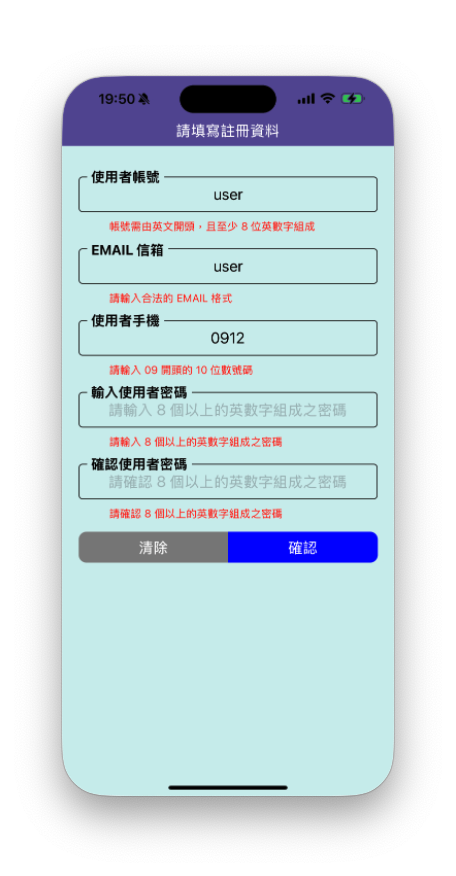 19:50
請填寫註冊資料
使用者帳號
user
帳號需由英文開頭,且至少 8 位英數字組成
EMAIL 信箱
user
請輸入合法的 EMAIL 格式
使用者手機
0912
請輸入 09 開頭的 10 位數號碼
輸入使用者密碼
請輸入 8 個以上的英數字組成之密碼
請輸入 8 個以上的英數字組成之密碼
確認使用者密碼
請確認 8 個以上的英數字組成之密碼
請確認 8 個以上的英數字組成之密碼
清除 確認